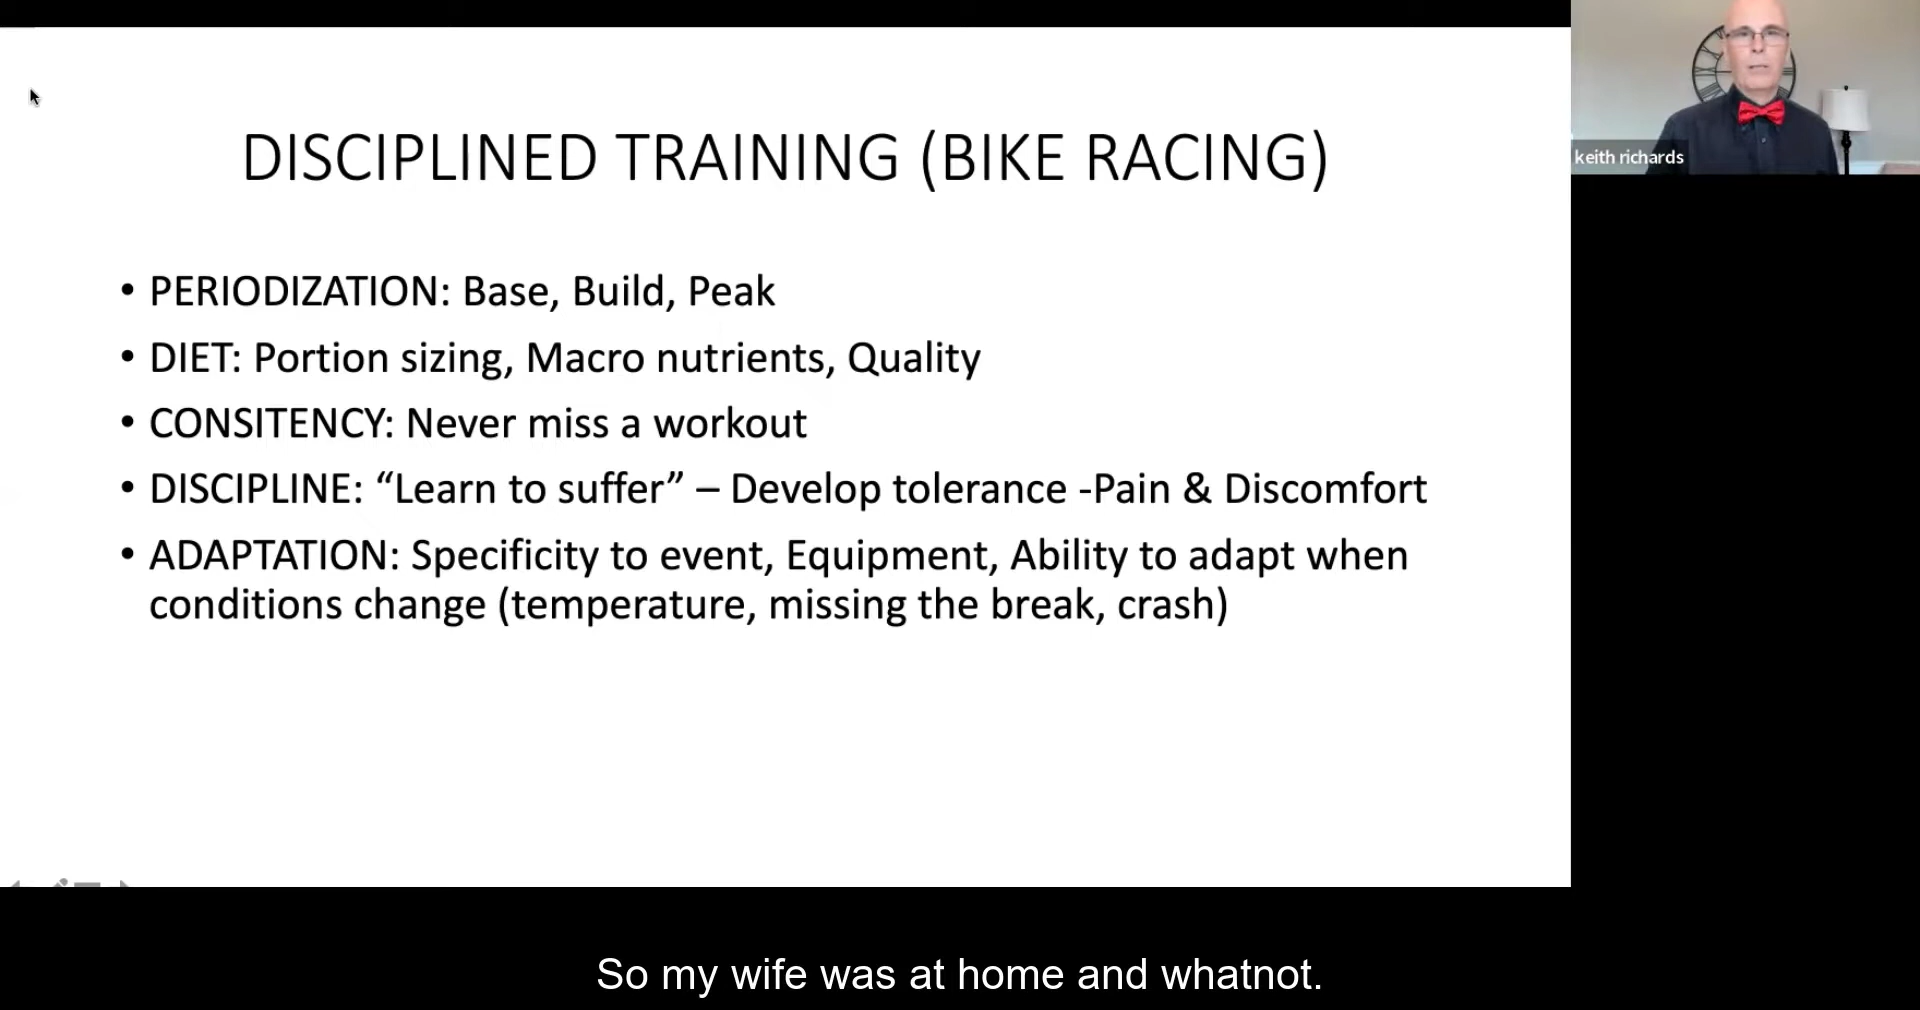 DISCIPLINED TRAINING (BIKE RACING)
• PERIODIZATION: Base, Build, Peak
• DIET: Portion sizing, Macro nutrients, Quality
• CONSITENCY: Never miss a workout
• DISCIPLINE: “Learn to suffer” – Develop tolerance -Pain & Discomfort
• ADAPTATION: Specificity to event, Equipment, Ability to adapt when
conditions change (temperature, missing the break, crash)
keith richards
So my wife was at home and whatnot.